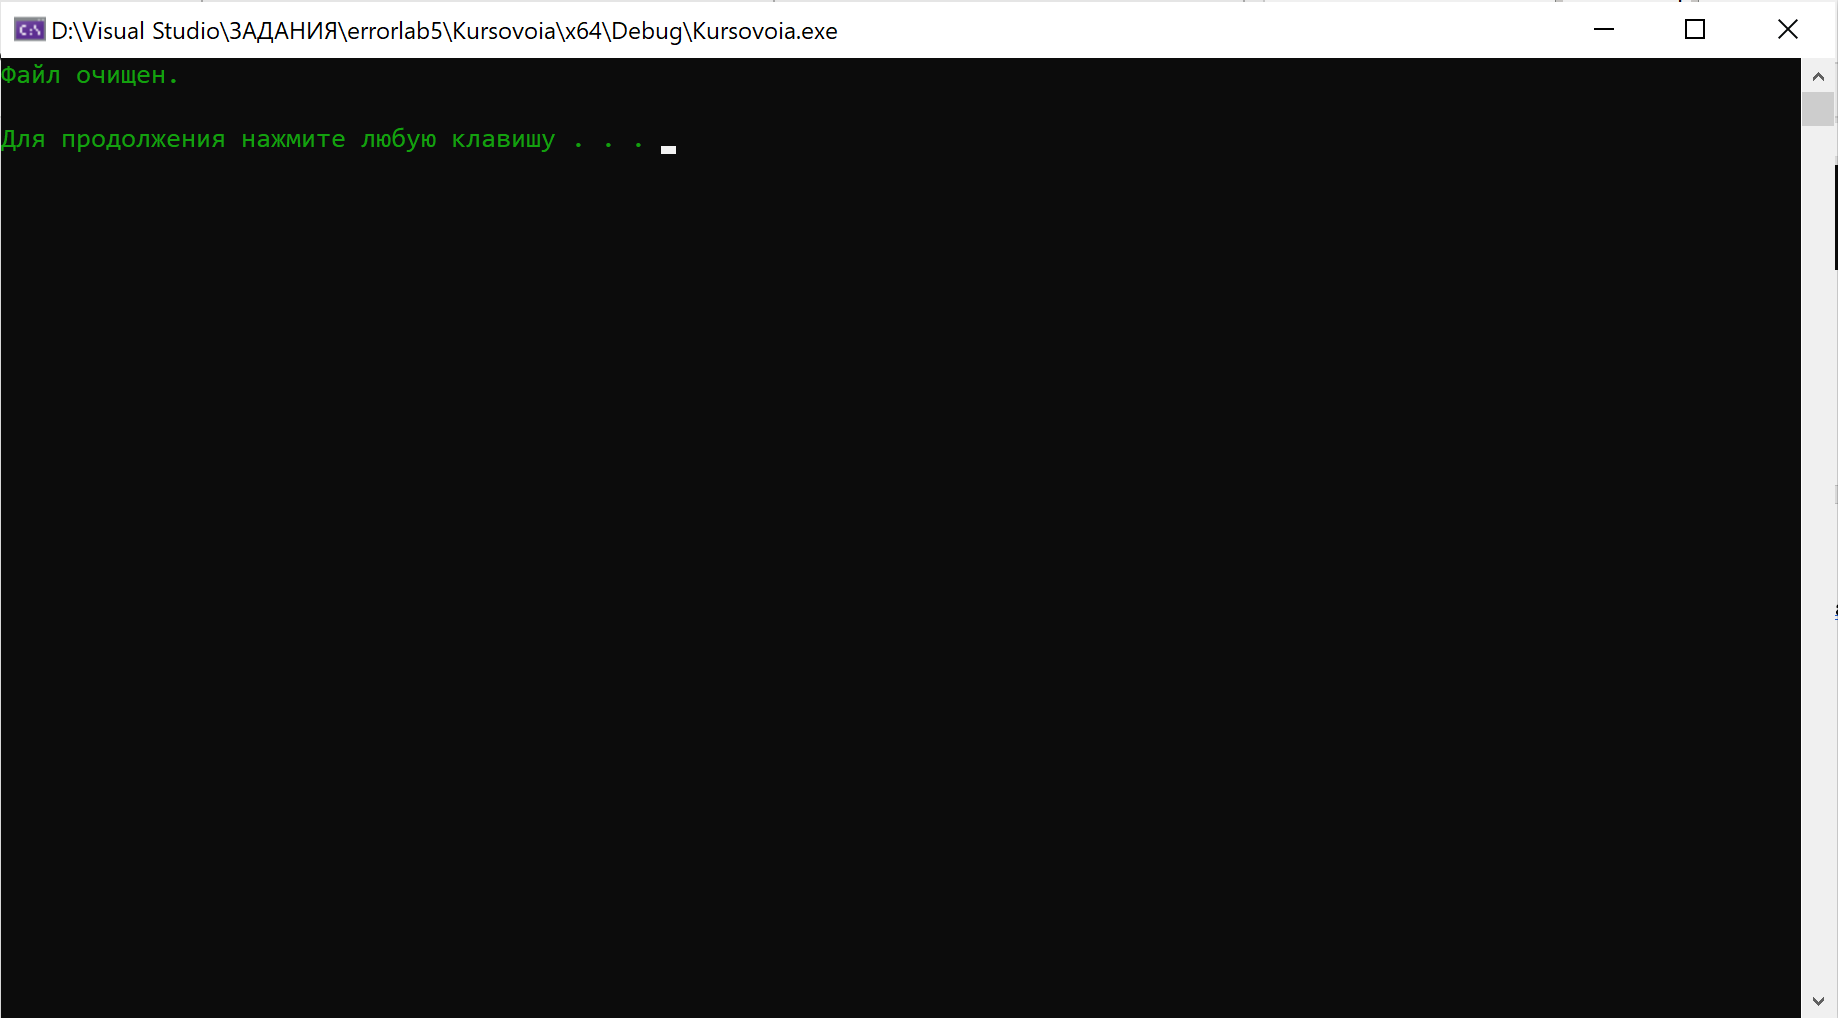 D:\Visual Studio\ЗАДАНИЯ\errorlab5\Kursovoia\x64\Debug\Kursovoia.exe
Файл очищен.
Для продолжения нажмите любую клавишу . . .